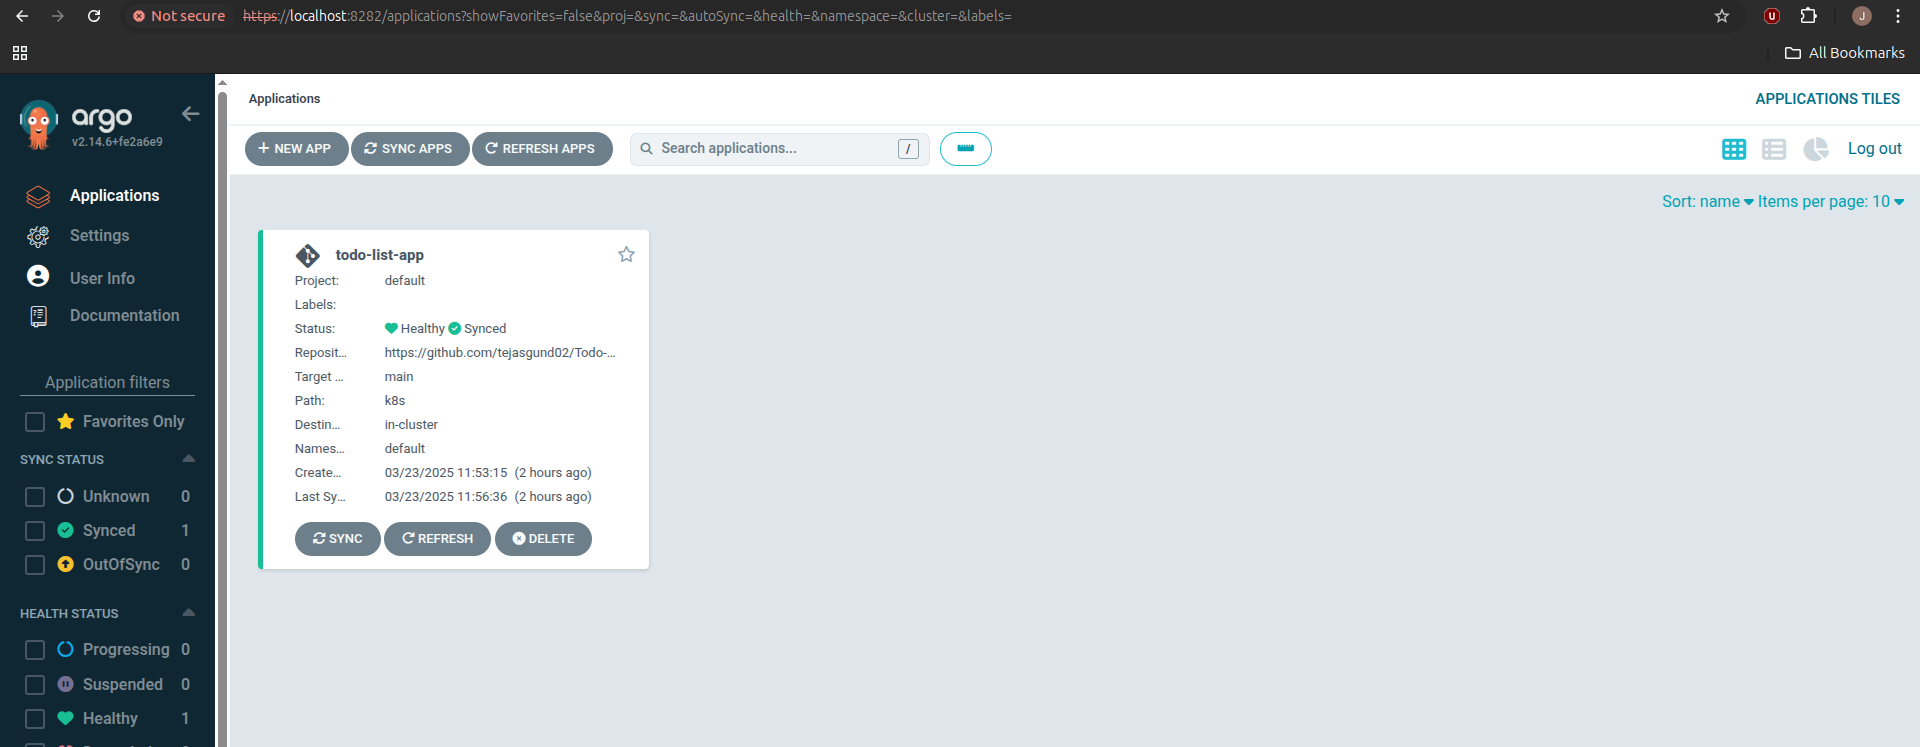 Not secure https://localhost:8282/applications?showFavorites=false&proj=&sync=&autoSync=&health=&namespace=&cluster=&labels=
U
J
All Bookmarks
argo
v2.14.6+fe2a6e9
Applications
Settings
User Info
Documentation
Application filters
Favorites Only
SYNC STATUS
Unknown 0
Synced 1
OutOfSync 0
HEALTH STATUS
Progressing 0
Suspended 0
Healthy 1
Applications
APPLICATIONS TILES
+ NEW APP SYNC APPS REFRESH APPS Search applications... / Log out
Sort: name Items per page: 10
todo-list-app
Project: default
Labels:
Status: Healthy Synced
Reposit... https://github.com/tejasgund02/Todo-...
Target ... main
Path: k8s
Destin... in-cluster
Names... default
Create... 03/23/2025 11:53:15 (2 hours ago)
Last Sy... 03/23/2025 11:56:36 (2 hours ago)
SYNC REFRESH DELETE